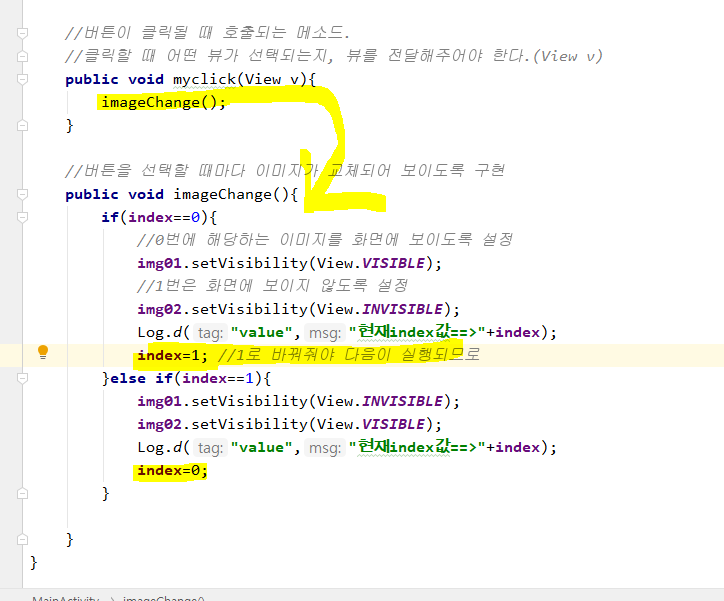 //버튼이 클릭될 때 호출되는 메소드.
//클릭할 때 어떤 뷰가 선택되는지, 뷰를 전달해주어야 한다.(View v)
public void myclick(View v){
imageChange();
}
//버튼을 선택할 때마다 이미지가 교체되어 보이도록 구현
public void imageChange(){
if(index==0){
//0번에 해당하는 이미지를 화면에 보이도록 설정
img01.setVisibility(View.VISIBLE);
//1번은 화면에 보이지 않도록 설정
img02.setVisibility(View.INVISIBLE);
Log.d( tag: "value", msg: "현재index값==>"+index);
index=1; //1로 바꿔줘야 다음이 실행되므로
}else if(index==1){
img01.setVisibility(View.INVISIBLE);
img02.setVisibility(View.VISIBLE);
Log.d( tag: "value", msg: "현재index값==>"+index);
index=0;
}
}
}
MainActivity > imageChange()